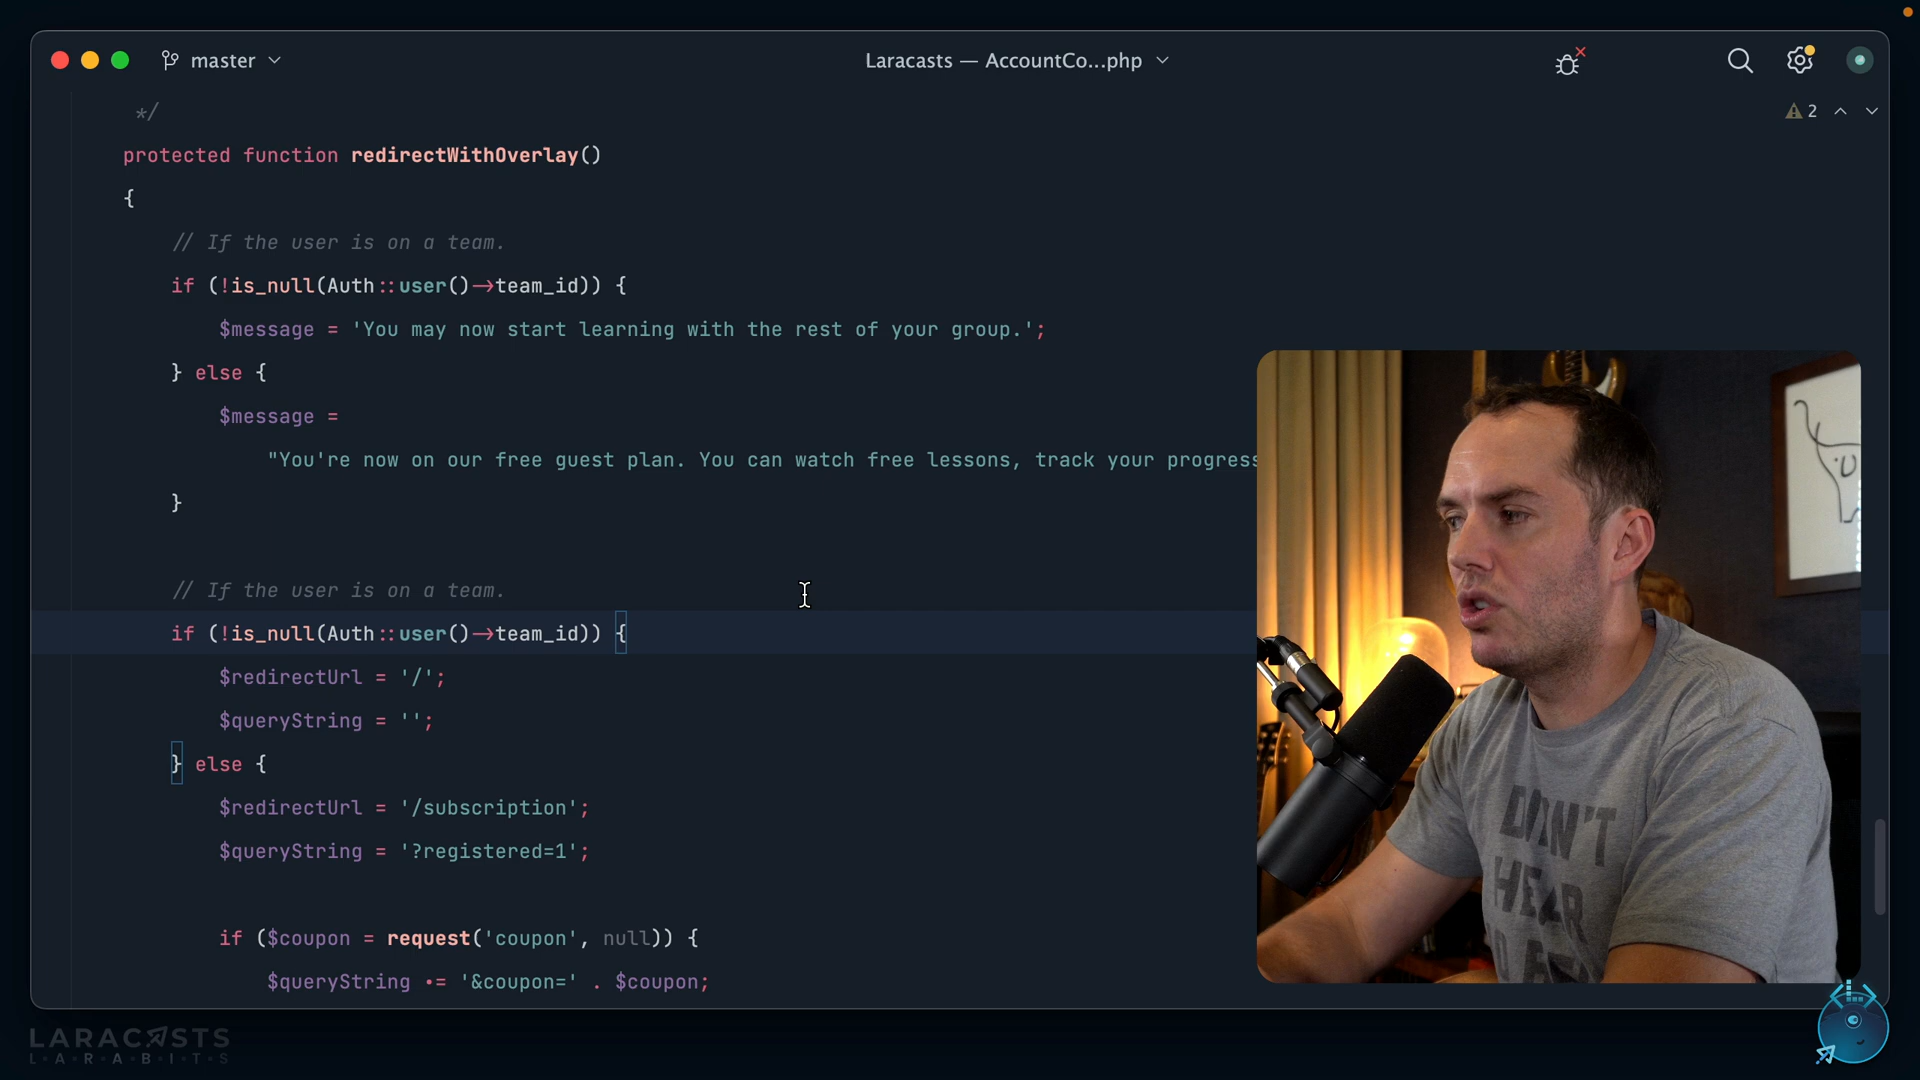 master
Laracasts — AccountCo...php
2
*/
protected function redirectWithOverlay()
{
// If the user is on a team.
if (!is_null(Auth::user()->team_id)) {
$message = 'You may now start learning with the rest of your group.';
} else {
$message =
"You're now on our free guest plan. You can watch free lessons, track your progress
}
// If the user is on a team.
if (!is_null(Auth::user()->team_id)) {
$redirectUrl = '/';
$queryString = '';
} else {
$redirectUrl = '/subscription';
$queryString = '?registered=1';
if ($coupon = request('coupon', null)) {
$queryString .= '&coupon=' . $coupon;
DON'T
HEAR
LARACASTS
L·A·R·A·B·I·T·S